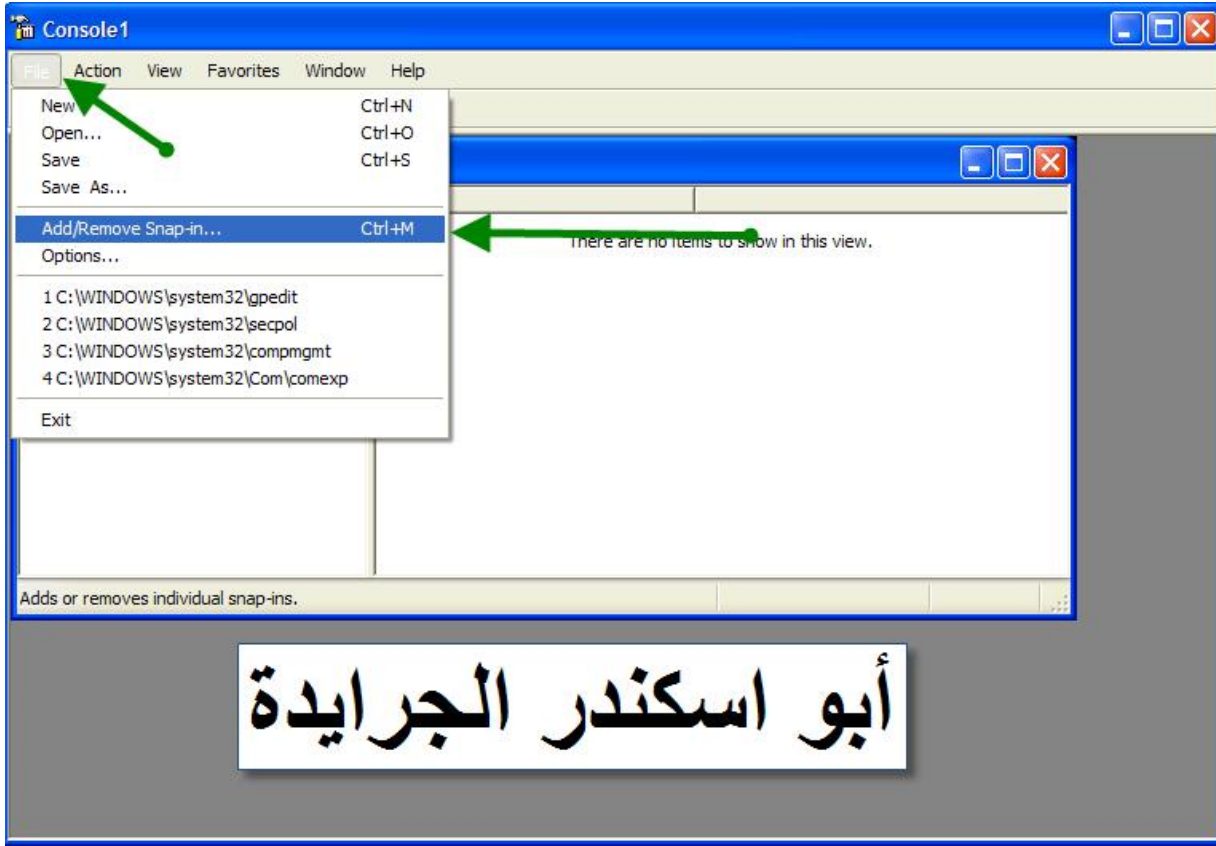 Console1
File Action View Favorites Window Help
New Ctrl+N
Open... Ctrl+O
Save Ctrl+S
Save As...
Add/Remove Snap-in... Ctrl+M
Options...
1 C:\WINDOWS\system32\gpedit
2 C:\WINDOWS\system32\secpol
3 C:\WINDOWS\system32\compmgmt
4 C:\WINDOWS\system32\Com\comexp
Exit
There are no items to show in this view.
Adds or removes individual snap-ins.
أبو اسكندر الجرايدة